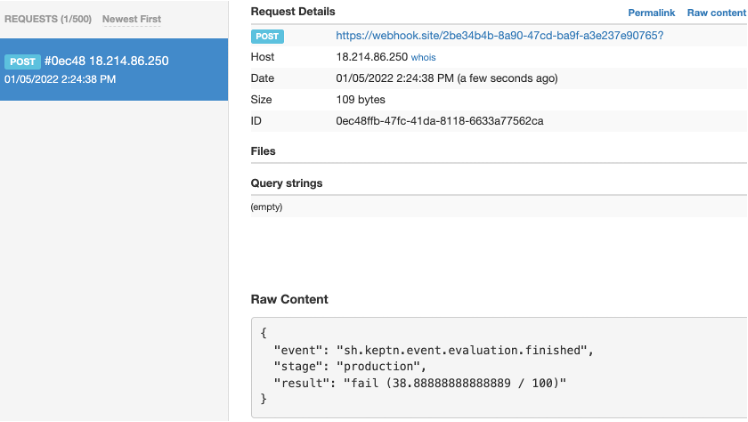 REQUESTS (1/500) Newest First
POST #0ec48 18.214.86.250
01/05/2022 2:24:38 PM
Request Details Permalink Raw content
POST https://webhook.site/2be34b4b-8a90-47cd-ba9f-a3e237e90765?
Host 18.214.86.250 whois
Date 01/05/2022 2:24:38 PM (a few seconds ago)
Size 109 bytes
ID 0ec48ffb-47fc-41da-8118-6633a77562ca
Files
Query strings
(empty)
Raw Content
{
"event": "sh.keptn.event.evaluation.finished",
"stage": "production",
"result": "fail (38.88888888888889 / 100)"
}